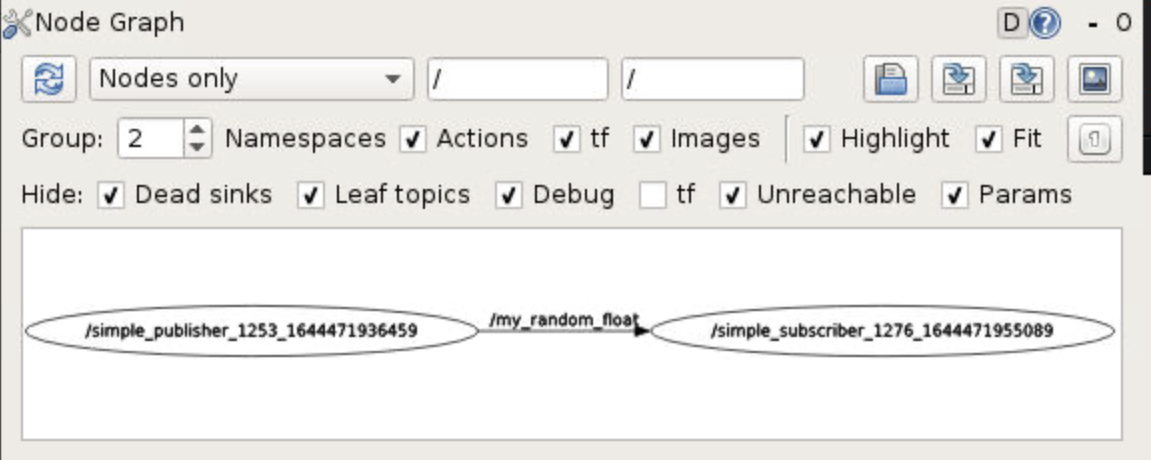 Node Graph D ? - O
Nodes only / /
Group: 2 Namespaces Actions tf Images Highlight Fit
Hide: Dead sinks Leaf topics Debug tf Unreachable Params
/simple_publisher_1253_1644471936459 /my_random_float /simple_subscriber_1276_1644471955089